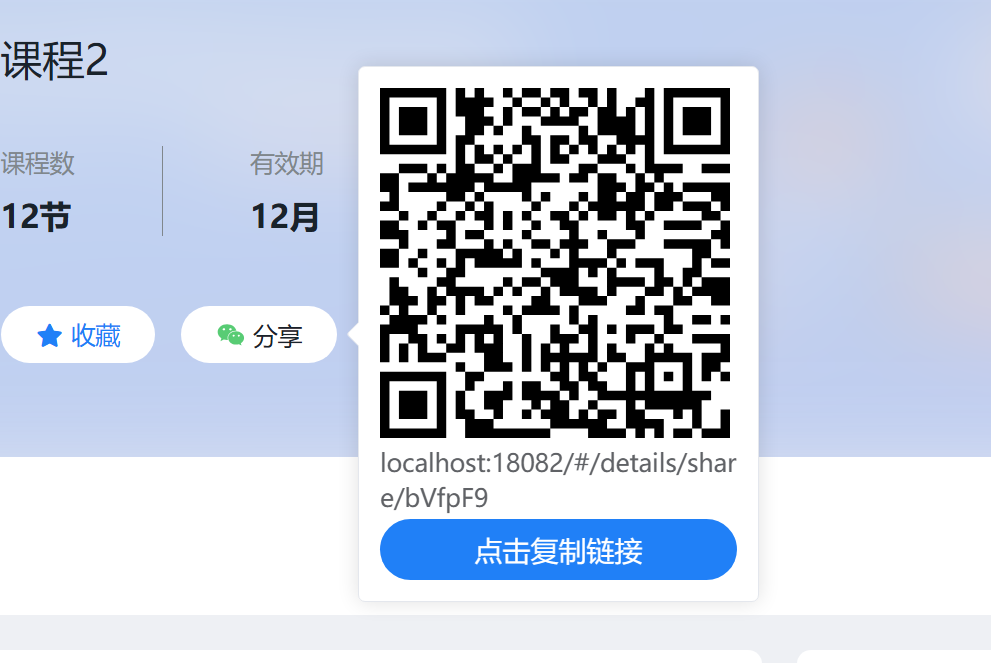 课程2
课程数
有效期
12节
12月
收藏
分享
localhost:18082/#/details/shar
e/bVfpF9
点击复制链接